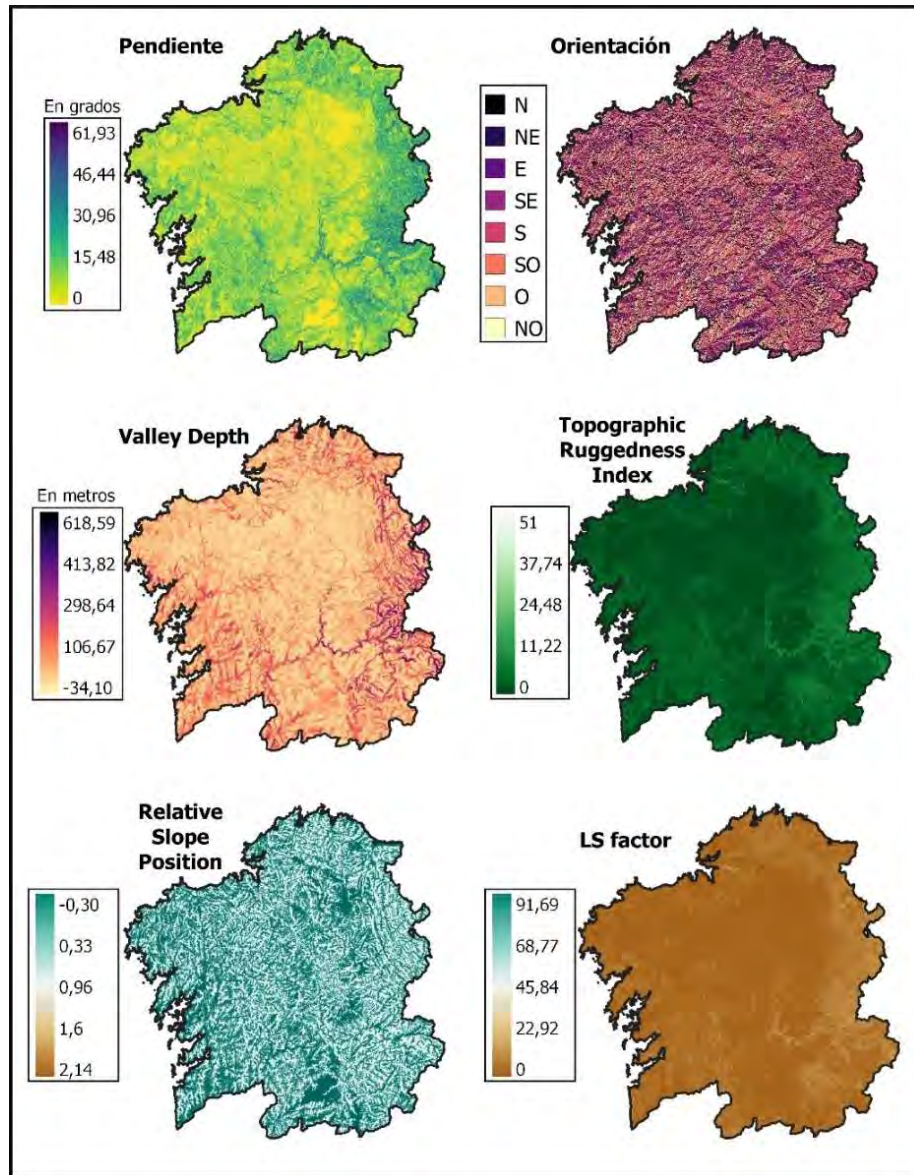 Pendiente
En grados
61,93
46,44
30,96
15,48
0
Orientación
N
NE
E
SE
S
SO
O
NO
Valley Depth
En metros
618,59
413,82
298,64
106,67
-34,10
Topographic
Ruggedness
Index
51
37,74
24,48
11,22
0
Relative
Slope
Position
-0,30
0,33
0,96
1,6
2,14
LS factor
91,69
68,77
45,84
22,92
0